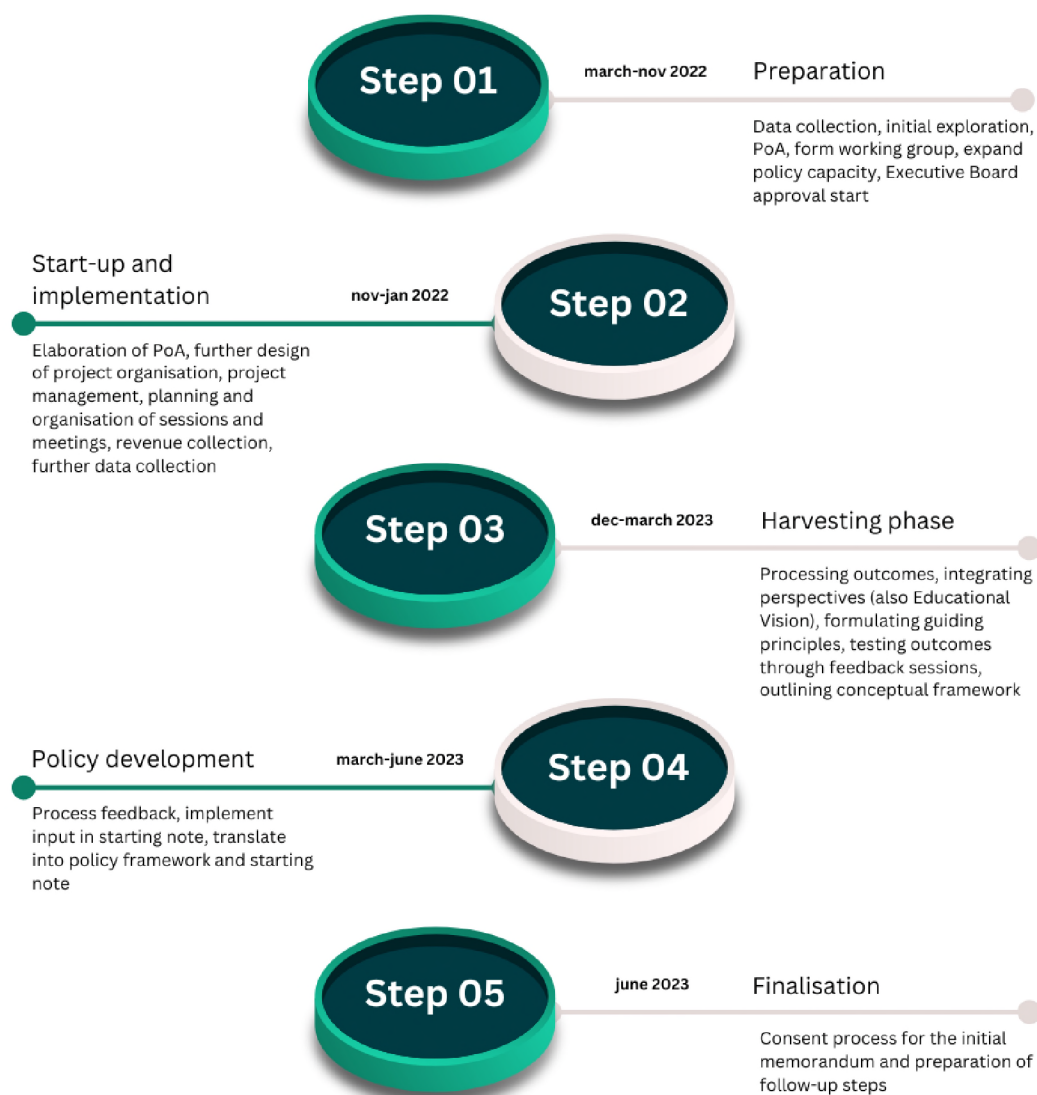 Step 01
march-nov 2022
Preparation
Data collection, initial exploration,
PoA, form working group, expand
policy capacity, Executive Board
approval start
Start-up and
implementation
nov-jan 2022
Step 02
Elaboration of PoA, further design
of project organisation, project
management, planning and
organisation of sessions and
meetings, revenue collection,
further data collection
Step 03
dec-march 2023
Harvesting phase
Processing outcomes, integrating
perspectives (also Educational
Vision), formulating guiding
principles, testing outcomes
through feedback sessions,
outlining conceptual framework
Policy development
march-june 2023
Step 04
Process feedback, implement
input in starting note, translate
into policy framework and starting
note
Step 05
june 2023
Finalisation
Consent process for the initial
memorandum and preparation of
follow-up steps